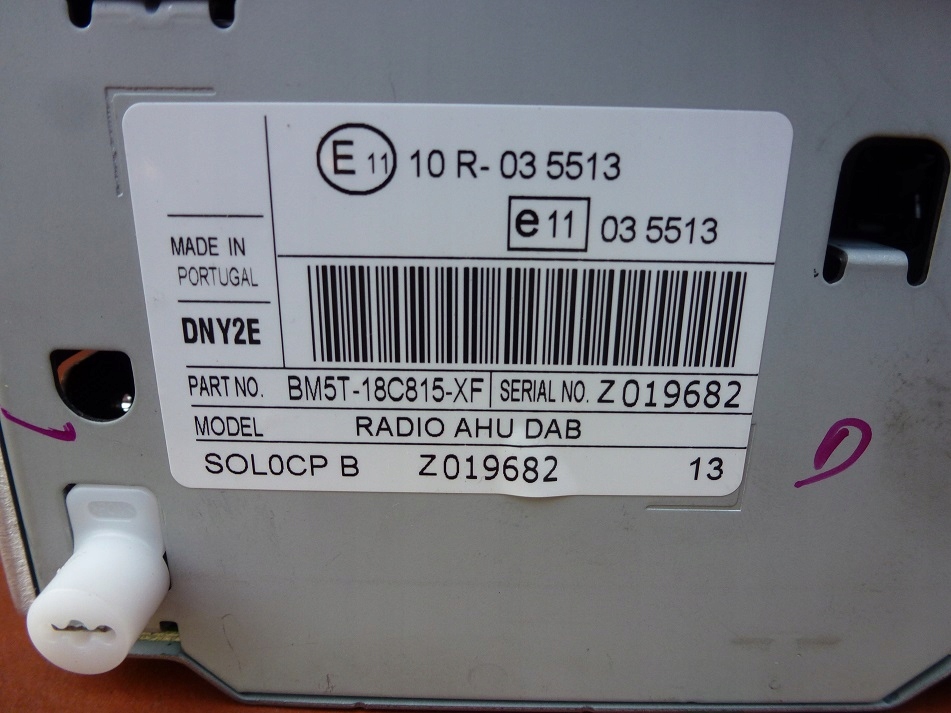 E 11 10 R- 03 5513
e 11 03 5513
MADE IN
PORTUGAL
DNY2E
PART NO. BM5T-18C815-XF SERIAL NO. Z019682
MODEL RADIO AHU DAB
SOL0CP B Z019682 13
D